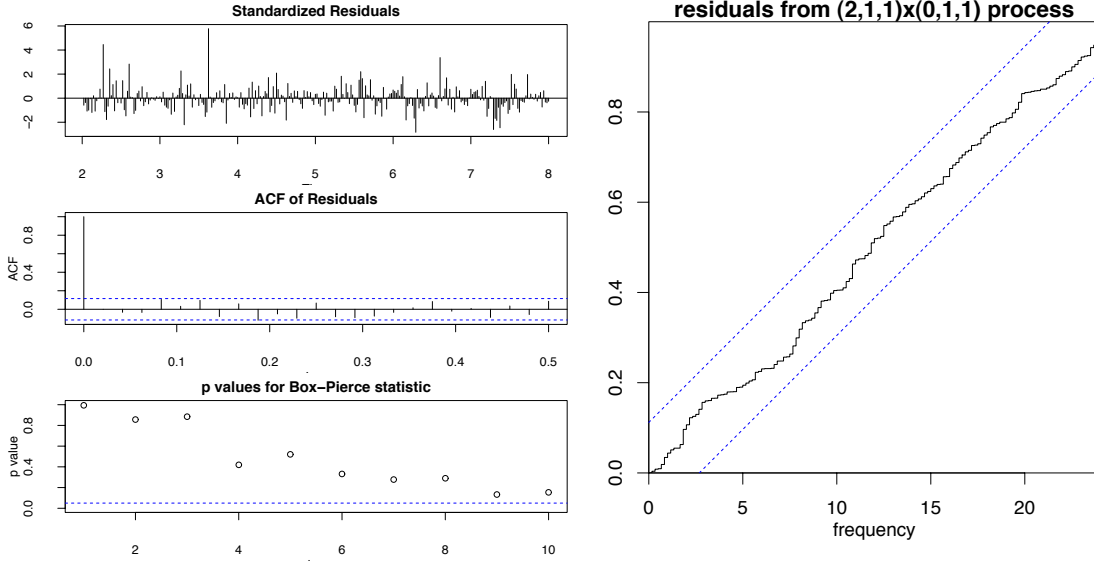 Standardized Residuals
6
4
2
0
−2
2 3 4 5 6 7 8
ACF of Residuals
ACF
0.8
0.4
0.0
0.0 0.1 0.2 0.3 0.4 0.5
p values for Box−Pierce statistic
p value
0.8
0.4
0.0
2 4 6 8 10
residuals from (2,1,1)x(0,1,1) process
0.8
0.6
0.4
0.2
0.0
0 5 10 15 20
frequency